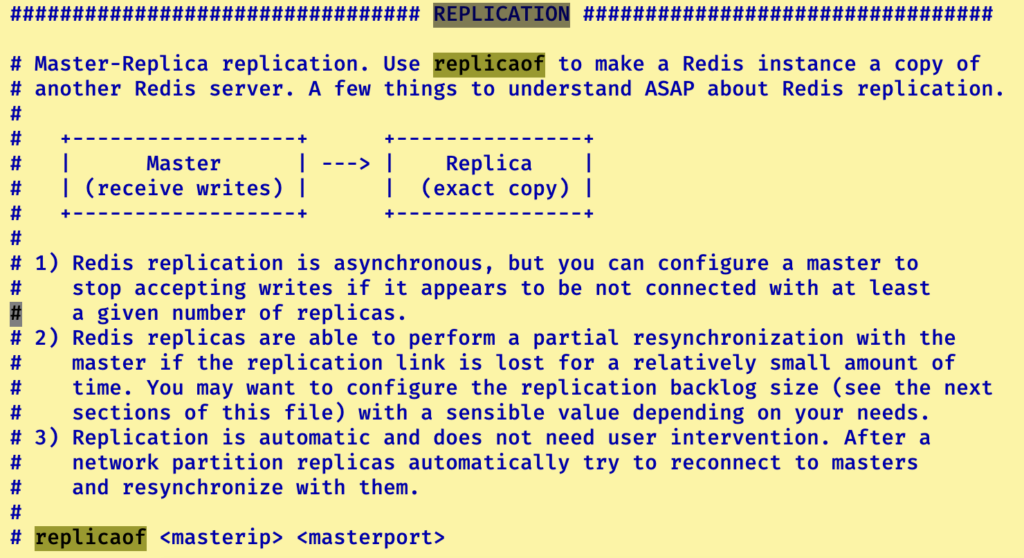 ################################# REPLICATION #################################

# Master-Replica replication. Use replicaof to make a Redis instance a copy of
# another Redis server. A few things to understand ASAP about Redis replication.
#
#   +------------------+      +---------------+
#   |      Master      | ---> |    Replica    |
#   | (receive writes) |      |  (exact copy) |
#   +------------------+      +---------------+
#
# 1) Redis replication is asynchronous, but you can configure a master to
#    stop accepting writes if it appears to be not connected with at least
#    a given number of replicas.
# 2) Redis replicas are able to perform a partial resynchronization with the
#    master if the replication link is lost for a relatively small amount of
#    time. You may want to configure the replication backlog size (see the next
#    sections of this file) with a sensible value depending on your needs.
# 3) Replication is automatic and does not need user intervention. After a
#    network partition replicas automatically try to reconnect to masters
#    and resynchronize with them.
#
# replicaof <masterip> <masterport>